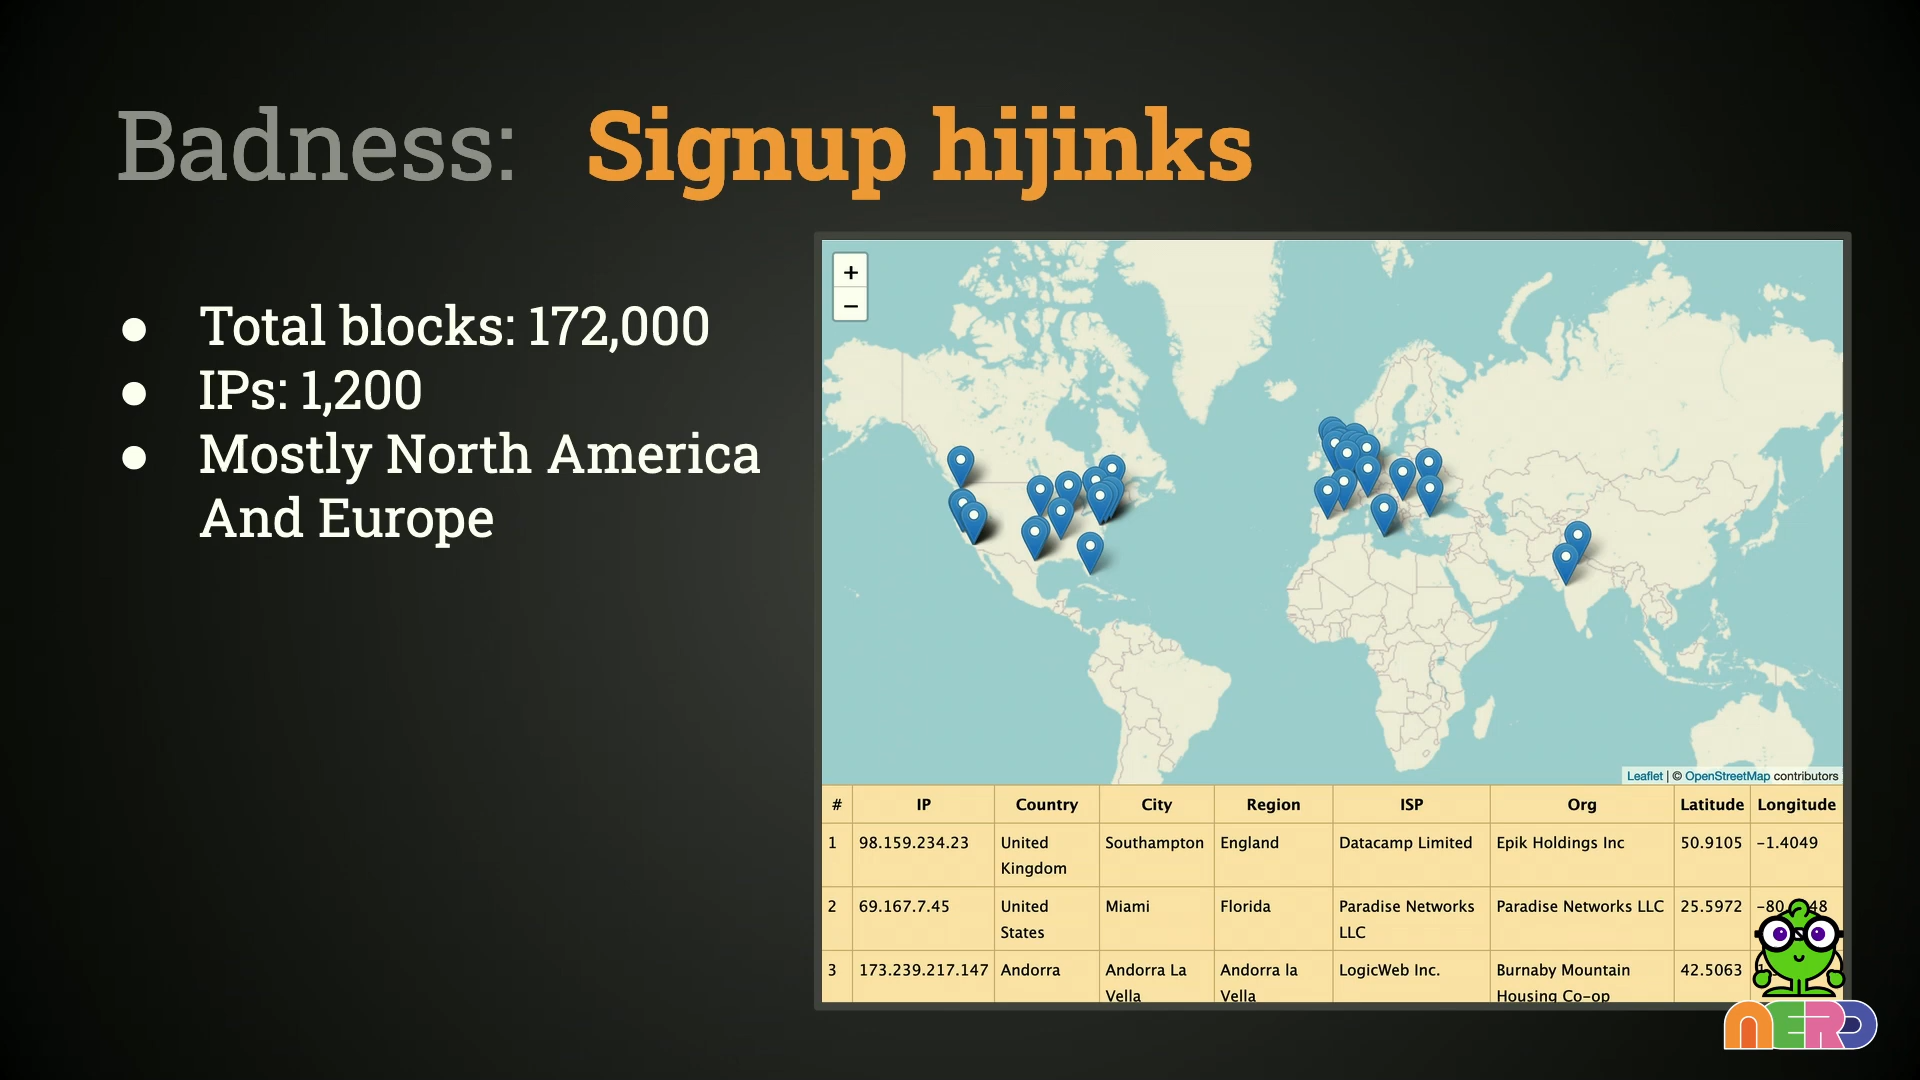 Badness: Signup hijinks
● Total blocks: 172,000
● IPs: 1,200
● Mostly North America
And Europe
+
−
Leaflet | © OpenStreetMap contributors
# IP Country City Region ISP Org Latitude Longitude
1 98.159.234.23 United Kingdom Southampton England Datacamp Limited Epik Holdings Inc 50.9105 -1.4049
2 69.167.7.45 United States Miami Florida Paradise Networks LLC Paradise Networks LLC 25.5972
3 173.239.217.147 Andorra Andorra La Vella Andorra la Vella LogicWeb Inc. Burnaby Mountain Housing Co-op 42.5063
NERD